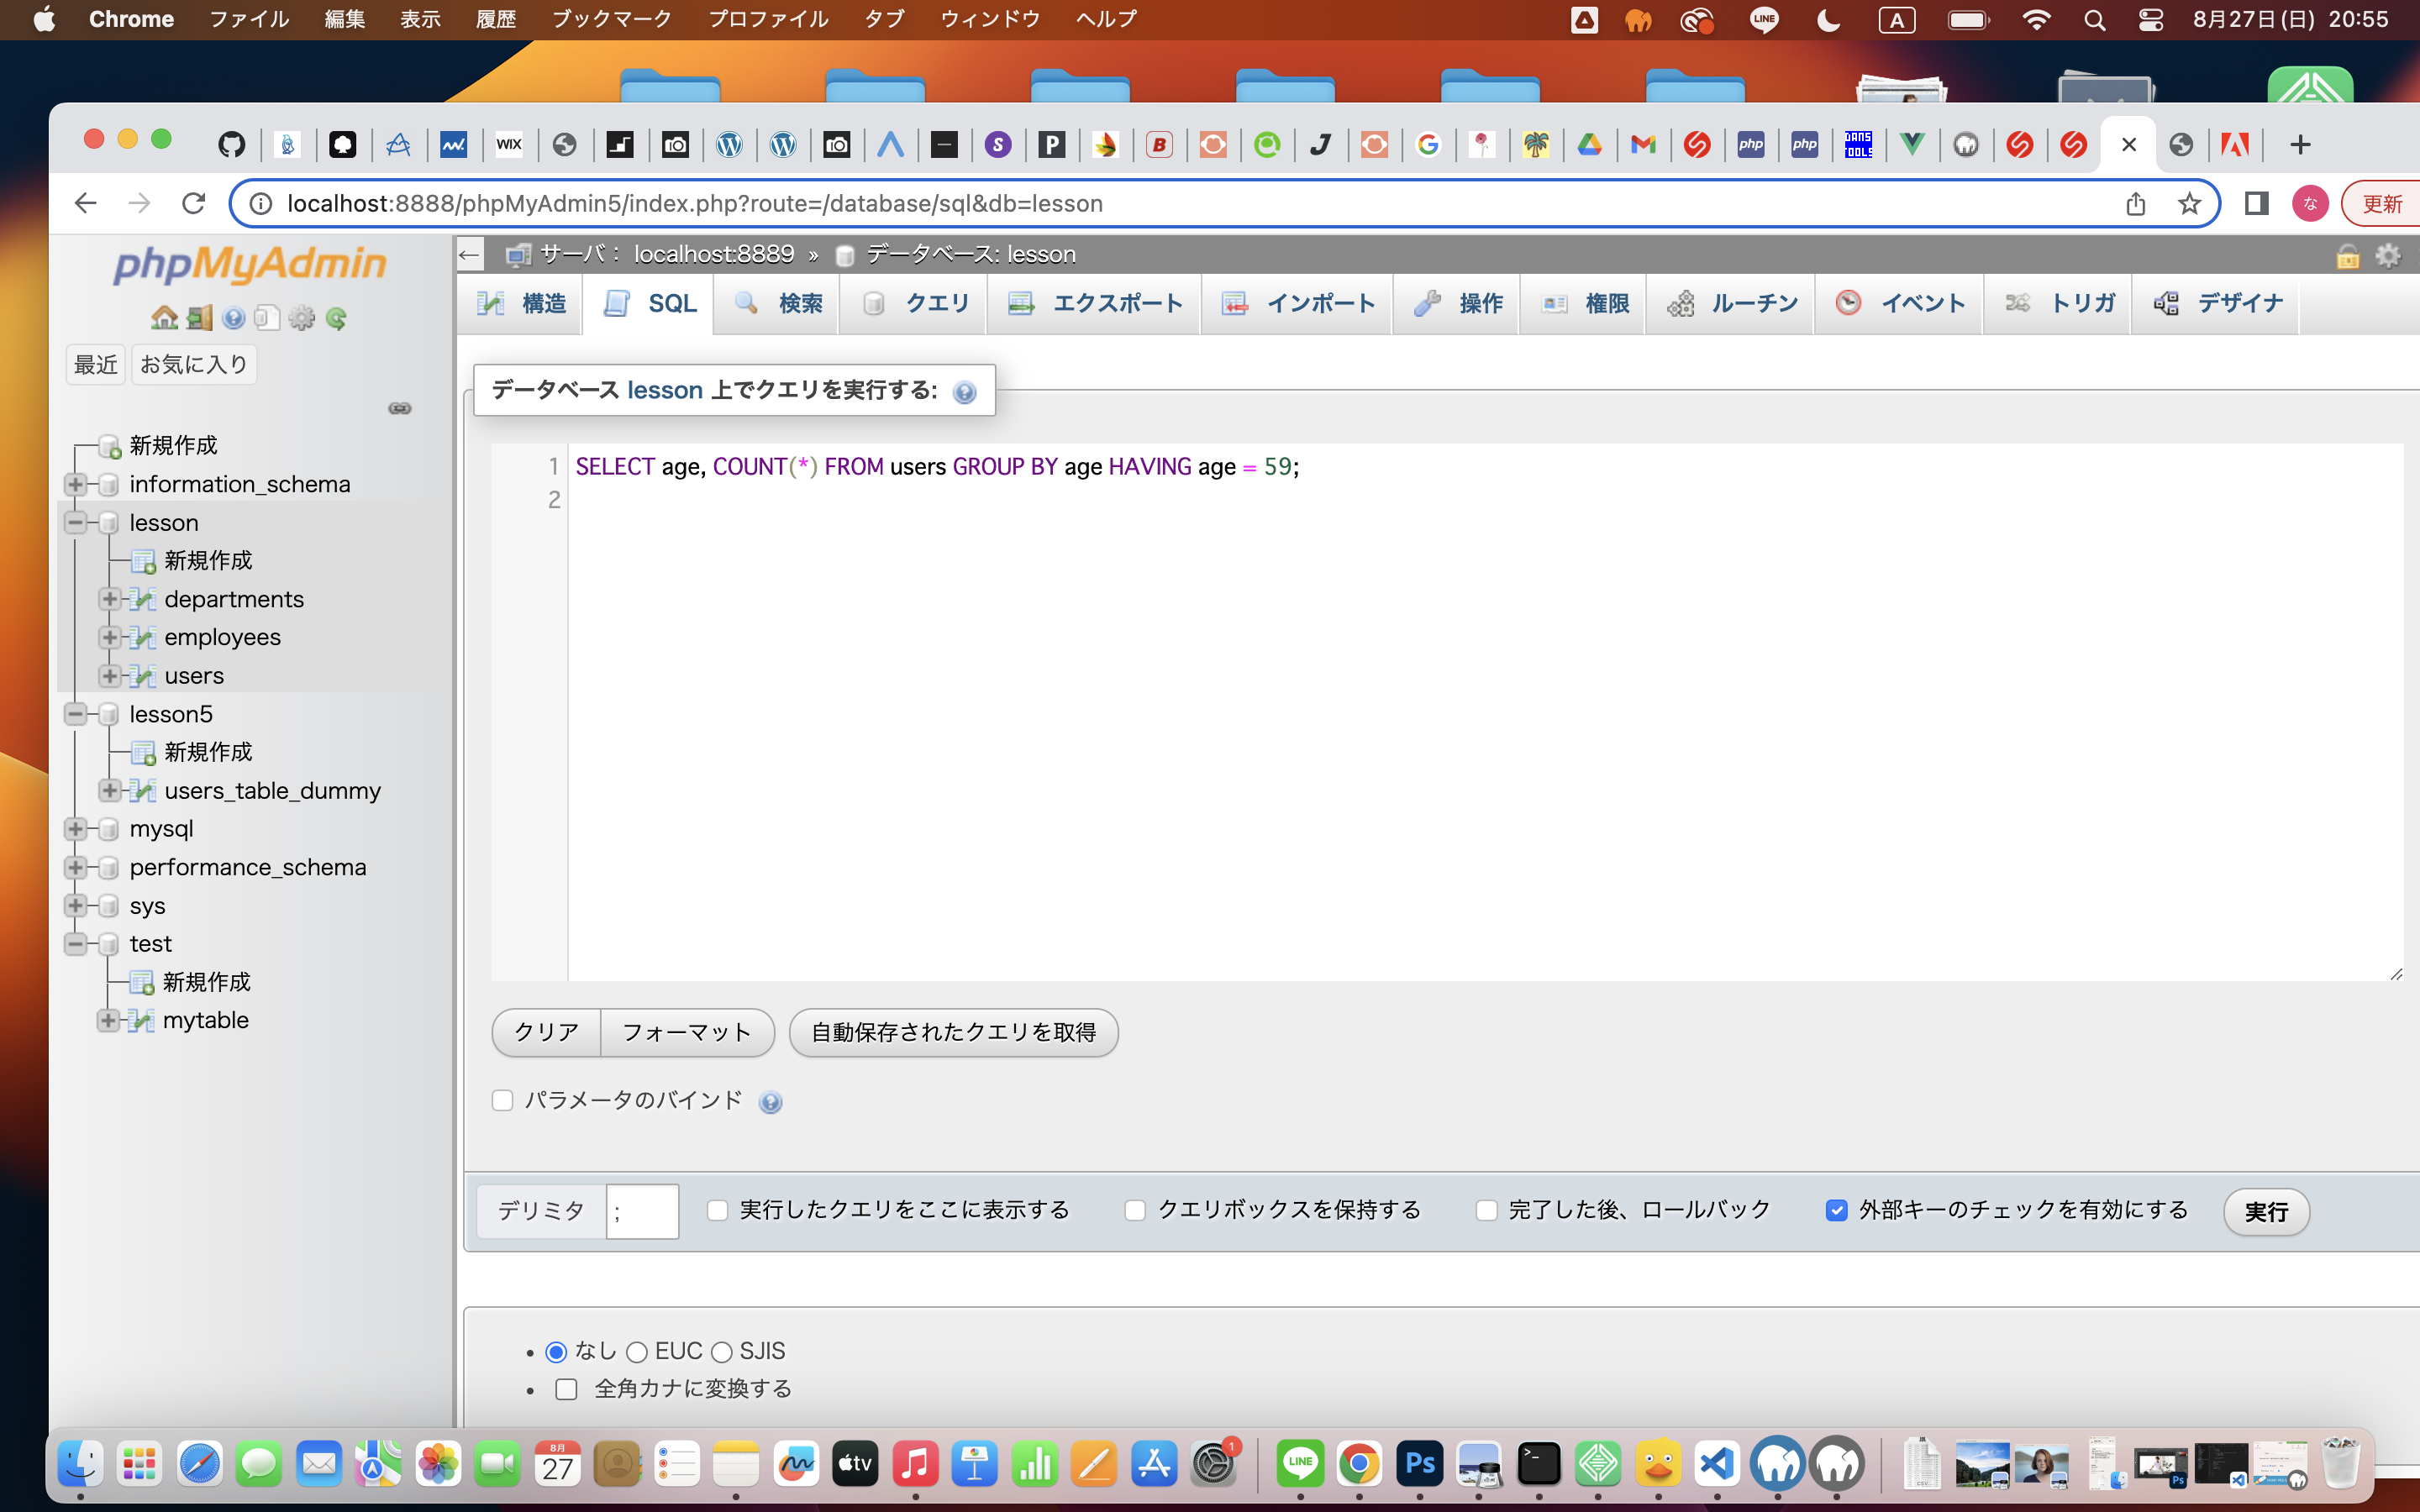 Chrome ファイル 編集 表示 履歴 ブックマーク プロファイル タブ ウィンドウ ヘルプ LINE A 8月27日(日) 20:55
WIX S P B J G php php DANS TOOLS
localhost:8888/phpMyAdmin5/index.php?route=/database/sql&db=lesson な 更新
phpMyAdmin
最近 お気に入り
新規作成
information_schema
lesson
新規作成
departments
employees
users
lesson5
新規作成
users_table_dummy
mysql
performance_schema
sys
test
新規作成
mytable
サーバ: localhost:8889 » データベース: lesson
構造 SQL 検索 クエリ エクスポート インポート 操作 権限 ルーチン イベント トリガ デザイナ
データベース lesson 上でクエリを実行する:
1 SELECT age, COUNT(*) FROM users GROUP BY age HAVING age = 59;
2
クリア フォーマット 自動保存されたクエリを取得
パラメータのバインド
デリミタ ; 実行したクエリをここに表示する クエリボックスを保持する 完了した後、ロールバック 外部キーのチェックを有効にする 実行
• なし EUC SJIS
• 全角カナに変換する
8月 27 tv 1 LINE Ps >_ Ps